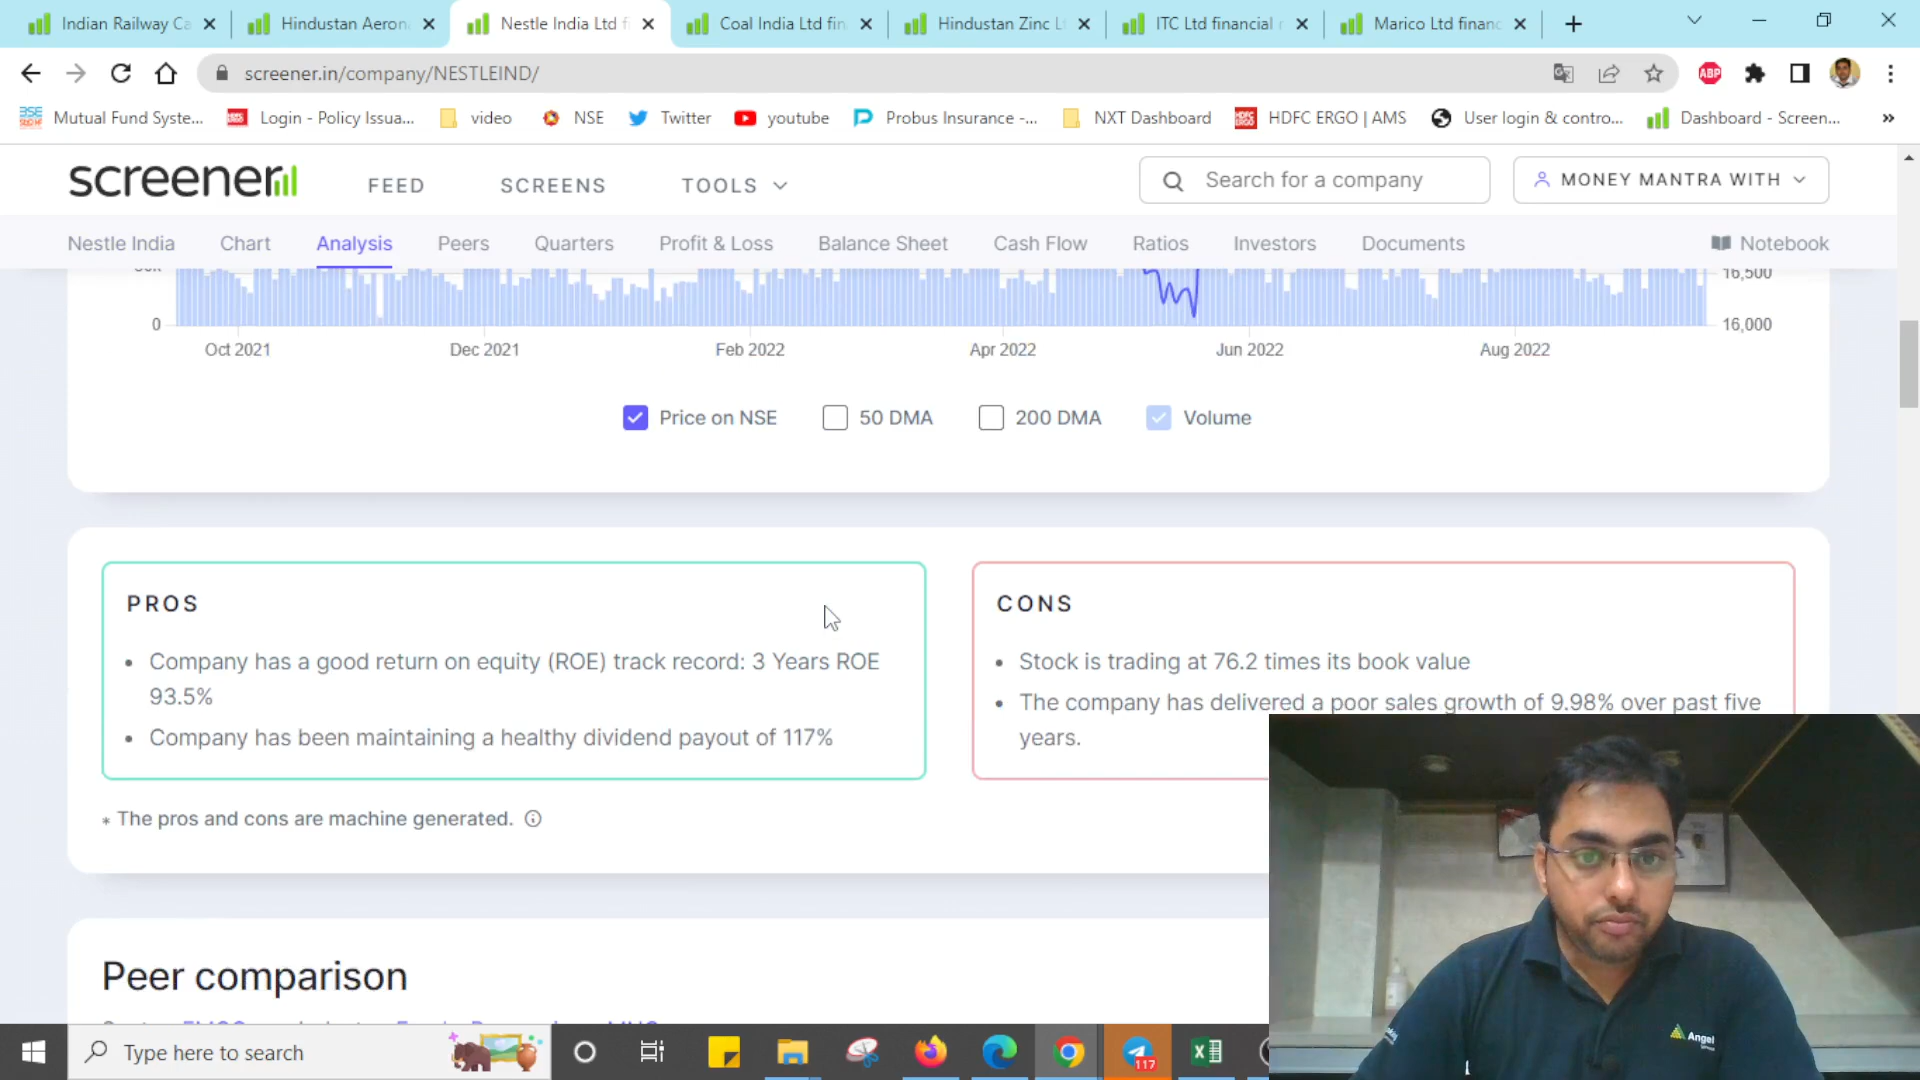 Indian Railway Ca
Hindustan Aeron
Nestle India Ltd f
Coal India Ltd fin
Hindustan Zinc L
ITC Ltd financial r
Marico Ltd financ
screener.in/company/NESTLEIND/
ABP
Mutual Fund Syste...
Login - Policy Issua...
video
NSE
Twitter
youtube
Probus Insurance -...
NXT Dashboard
HDFC ERGO | AMS
User login & contro...
Dashboard - Screen...
»
screener
FEED
SCREENS
TOOLS
Search for a company
MONEY MANTRA WITH
Nestle India
Chart
Analysis
Peers
Quarters
Profit & Loss
Balance Sheet
Cash Flow
Ratios
Investors
Documents
Notebook
16,500
0
16,000
Oct 2021
Dec 2021
Feb 2022
Apr 2022
Jun 2022
Aug 2022
Price on NSE
50 DMA
200 DMA
Volume
PROS
• Company has a good return on equity (ROE) track record: 3 Years ROE
93.5%
• Company has been maintaining a healthy dividend payout of 117%
CONS
• Stock is trading at 76.2 times its book value
• The company has delivered a poor sales growth of 9.98% over past five
years.
* The pros and cons are machine generated.
Peer comparison
Type here to search
117
Angel